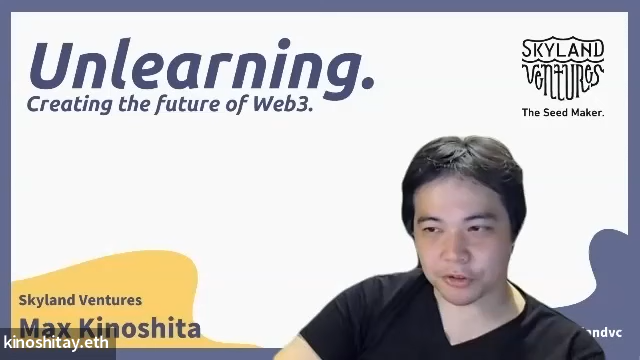 Unlearning.
Creating the future of Web3.
SKYLAND
VENTURES
The Seed Maker.
Skyland Ventures
Max Kinoshita
kinoshitay.eth